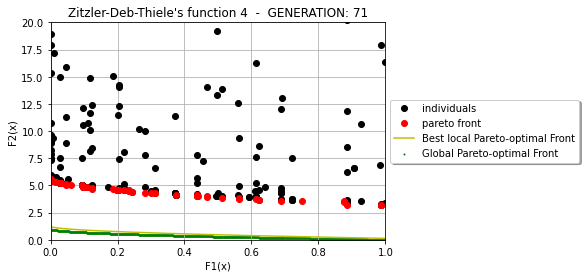 Zitzler-Deb-Thiele's function 4 - GENERATION: 71
20.0
17.5
15.0
12.5
10.0
7.5
5.0
2.5
0.0
F2(x)
0.0 0.2 0.4 0.6 0.8 1.0
F1(x)
individuals
pareto front
Best local Pareto-optimal Front
Global Pareto-optimal Front